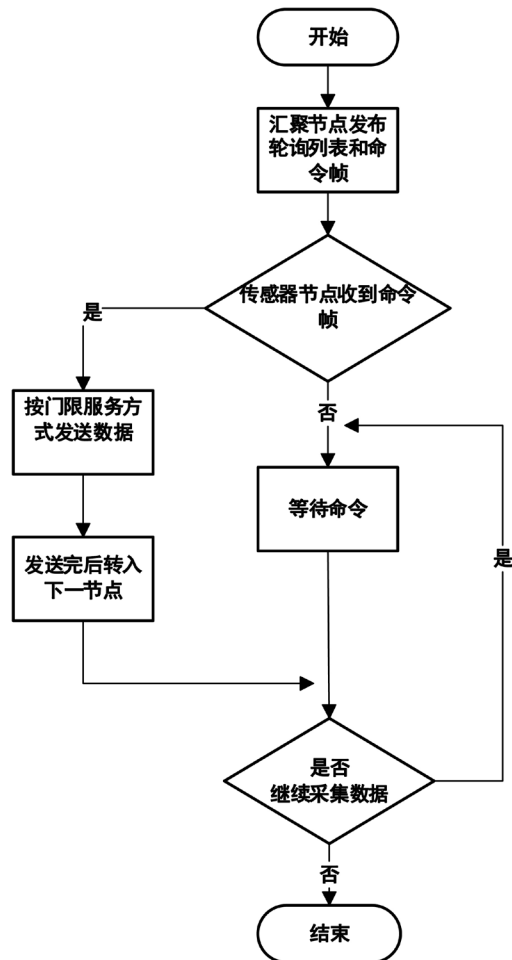 开始
汇聚节点发布
轮询列表和命
令帧
传感器节点收到命令
帧
是
否
按门限服务方
式发送数据
等待命令
是
发送完后转入
下一节点
是否
继续采集数据
否
结束